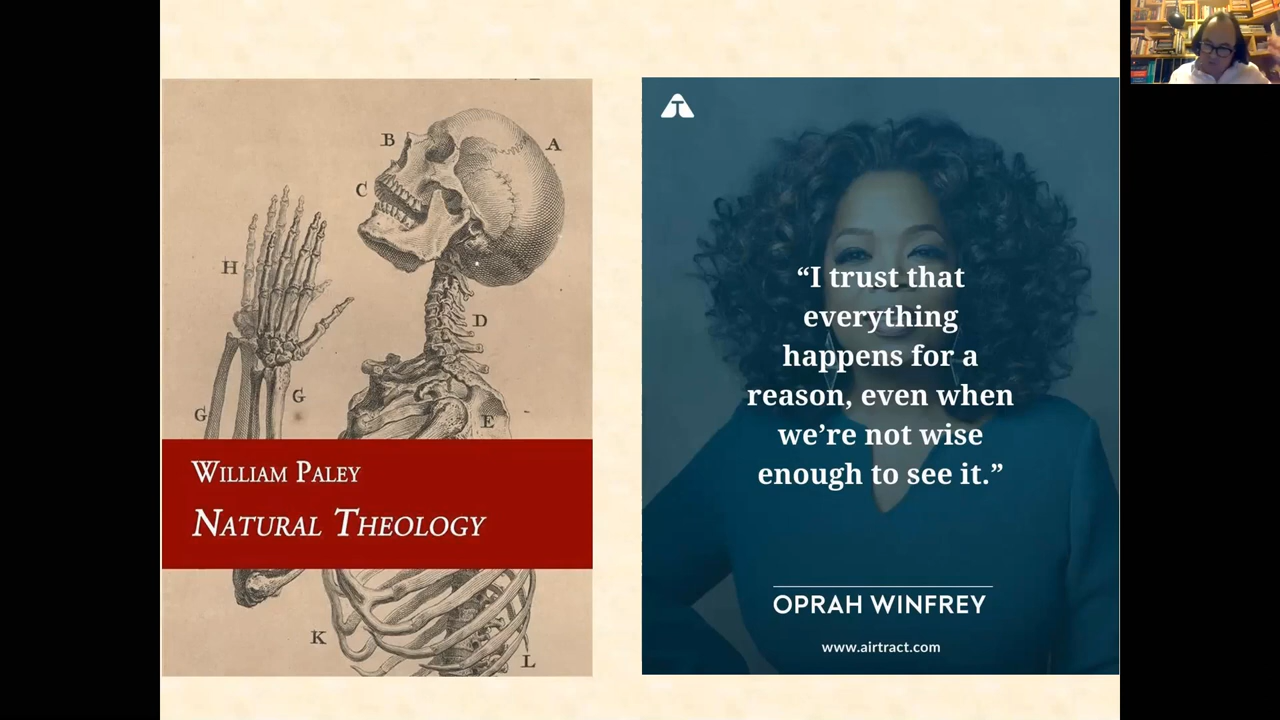 B
A
C
H
D
G
G
E
WILLIAM PALEY
NATURAL THEOLOGY
K
L
T
“I trust that
everything
happens for a
reason, even when
we’re not wise
enough to see it.”
OPRAH WINFREY
www.airtract.com